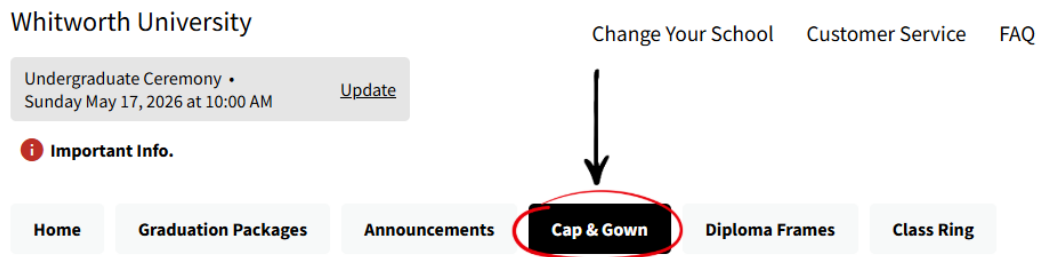 Whitworth University
Change Your School Customer Service FAQ
Undergraduate Ceremony •
Sunday May 17, 2026 at 10:00 AM
Update
i Important Info.
Home Graduation Packages Announcements Cap & Gown Diploma Frames Class Ring